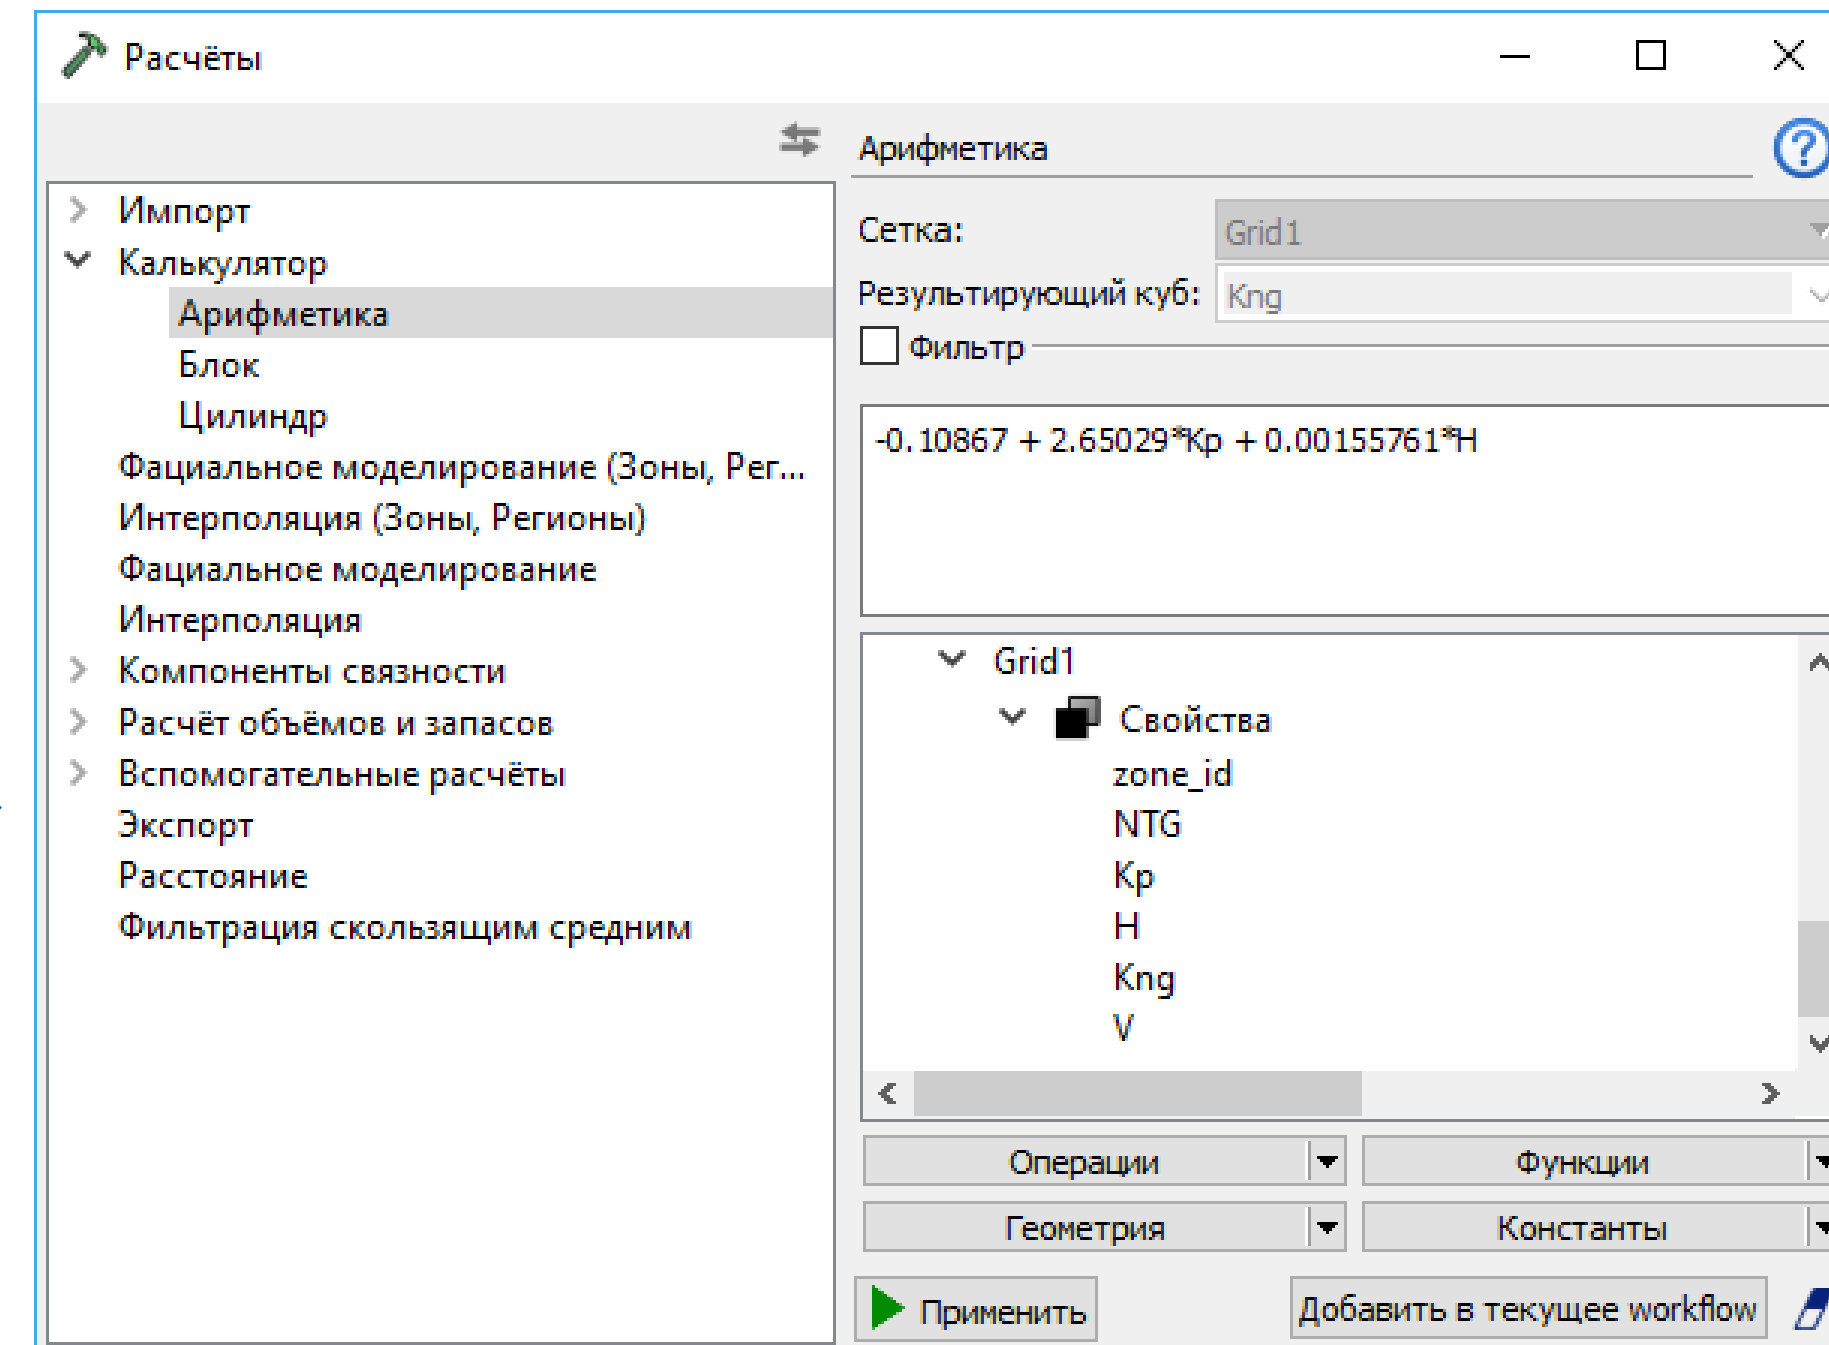 Расчёты
Импорт
Калькулятор
Арифметика
Блок
Цилиндр
Фациальное моделирование (Зоны, Рег...
Интерполяция (Зоны, Регионы)
Фациальное моделирование
Интерполяция
Компоненты связности
Расчёт объёмов и запасов
Вспомогательные расчёты
Экспорт
Расстояние
Фильтрация скользящим средним
Арифметика
Сетка: Grid1
Результирующий куб: Kng
Фильтр
-0.10867 + 2.65029*Kp + 0.00155761*H
Grid1
Свойства
zone_id
NTG
Kp
H
Kng
V
Операции Функции
Геометрия Константы
Применить Добавить в текущее workflow